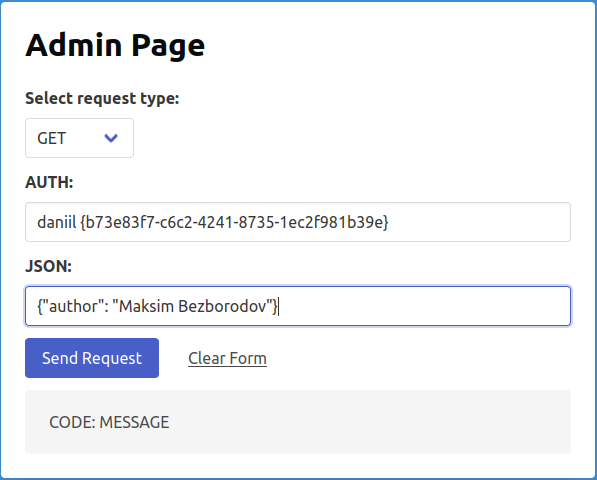 Admin Page
Select request type:
GET
AUTH:
daniil {b73e83f7-c6c2-4241-8735-1ec2f981b39e}
JSON:
{"author": "Maksim Bezborodov"}
Send Request
Clear Form
CODE: MESSAGE